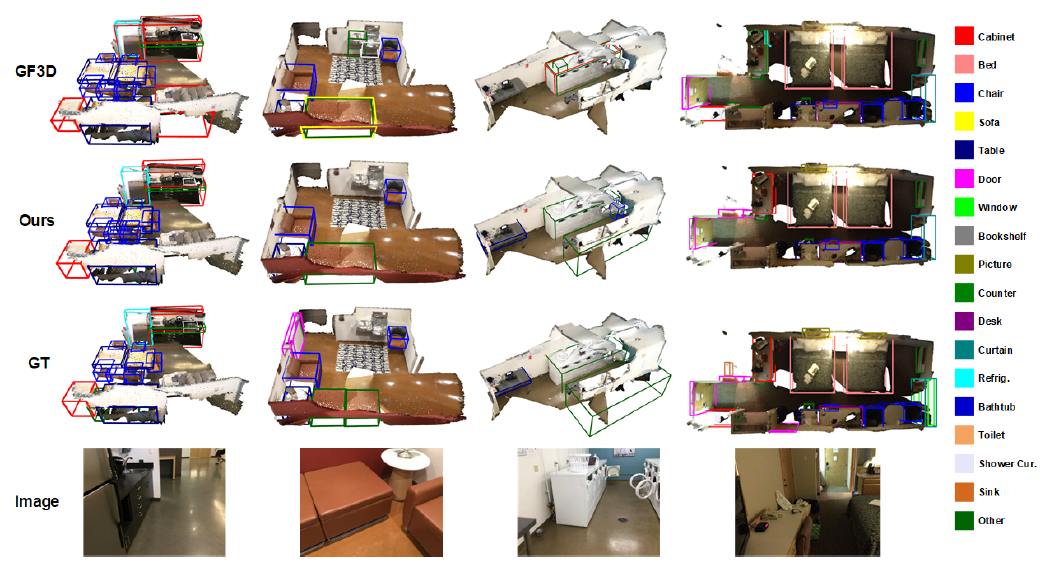 GF3D
Ours
GT
Image
Cabinet
Bed
Chair
Sofa
Table
Door
Window
Bookshelf
Picture
Counter
Desk
Curtain
Refrig.
Bathtub
Toilet
Shower Cur.
Sink
Other